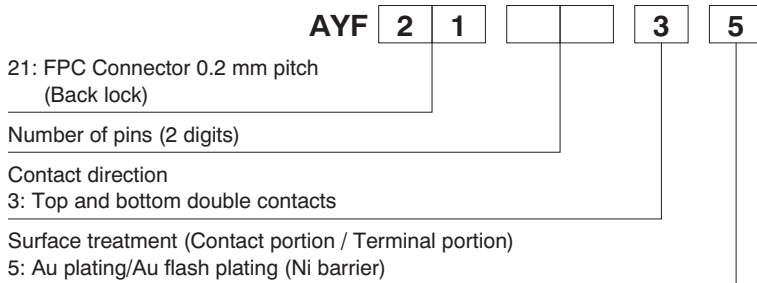 AYF 2 1 3 5
21: FPC Connector 0.2 mm pitch
(Back lock)
Number of pins (2 digits)
Contact direction
3: Top and bottom double contacts
Surface treatment (Contact portion / Terminal portion)
5: Au plating/Au flash plating (Ni barrier)